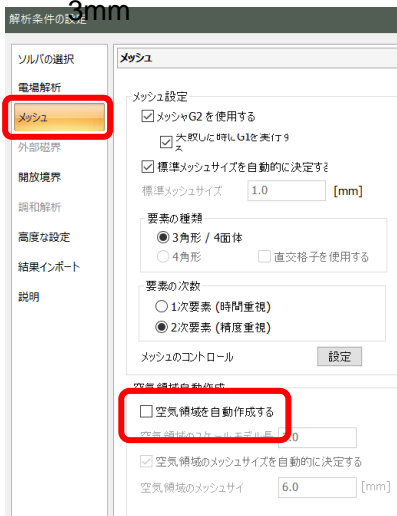 3mm
解析条件の設定
ソルバの選択
電場解析
メッシュ
外部磁界
開放境界
調和解析
高度な設定
結果インポート
説明
メッシュ
メッシュ設定
メッシャG2 を使用する
失敗した時にG1を実行す
標準メッシュサイズを自動的に決定する
標準メッシュサイズ 1.0 [mm]
要素の種類
3角形 / 4面体
4角形 直交格子を使用する
要素の次数
1次要素 (時間重視)
2次要素 (精度重視)
メッシュのコントロール 設定
空気領域自動作成
空気領域を自動作成する
空気領域のスケール モデル長 .0
空気領域のメッシュサイズを自動的に決定する
空気領域のメッシュサイ 6.0 [mm]